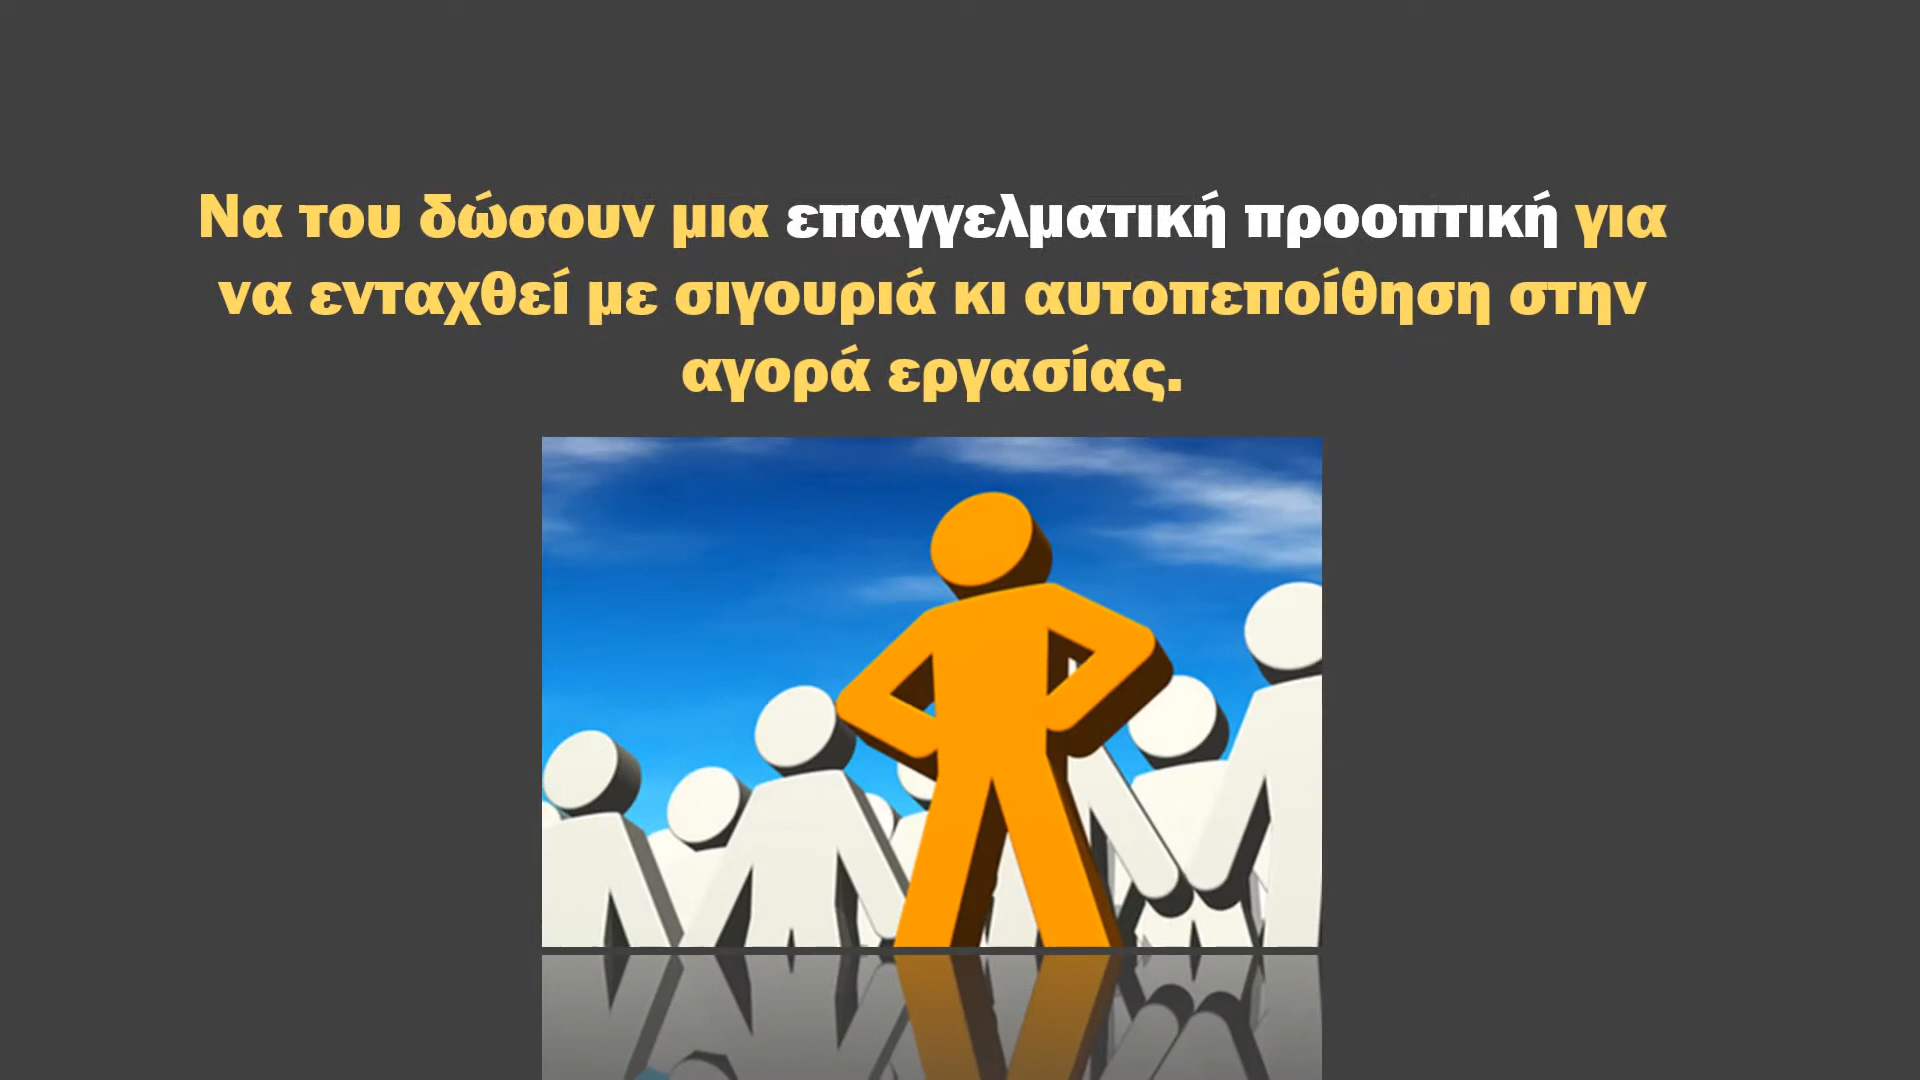 Να του δώσουν μια επαγγελματική προοπτική για
να ενταχθεί με σιγουριά κι αυτοπεποίθηση στην
αγορά εργασίας.